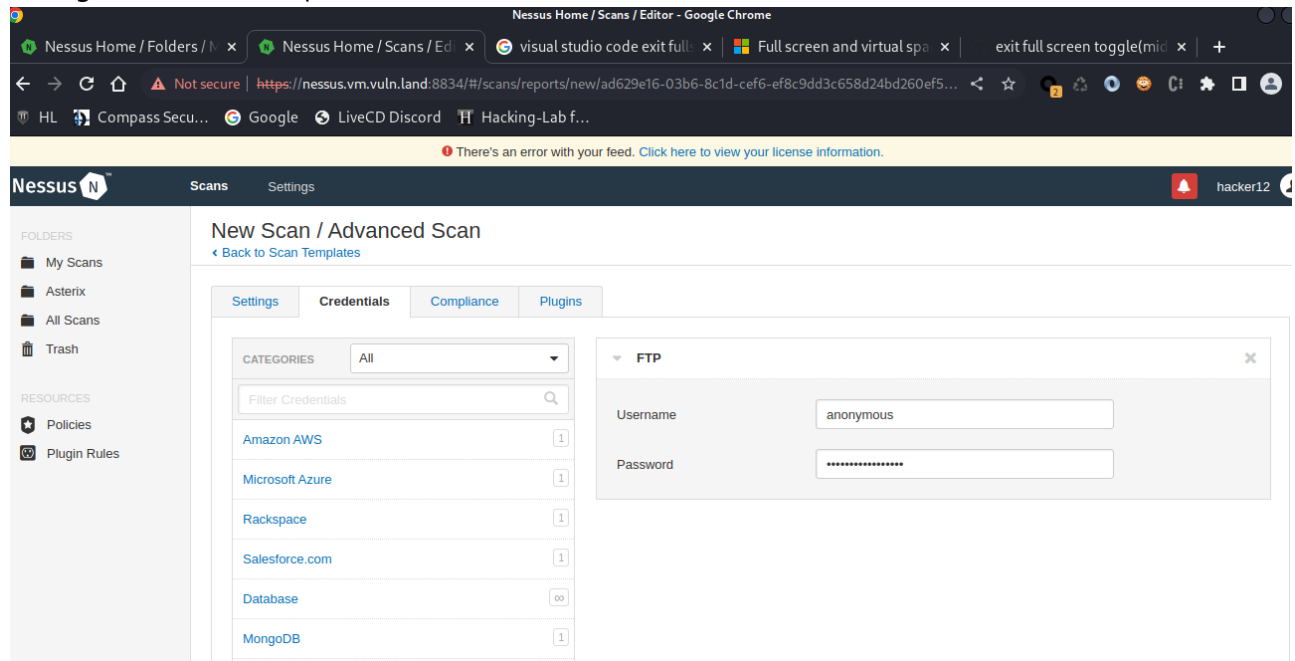 Nessus Home / Scans / Editor - Google Chrome
Nessus Home / Folders / M Nessus Home / Scans / Edi visual studio code exit full Full screen and virtual spa exit full screen toggle(mid
Not secure https://nessus.vm.vuln.land:8834/#/scans/reports/new/ad629e16-03b6-8c1d-cef6-ef8c9dd3c658d24bd260ef5...
HL Compass Secu... Google LiveCD Discord Hacking-Lab f...
There's an error with your feed. Click here to view your license information.
Nessus N Scans Settings hacker12
FOLDERS
My Scans
Asterix
All Scans
Trash
RESOURCES
Policies
Plugin Rules
New Scan / Advanced Scan
Back to Scan Templates
Settings Credentials Compliance Plugins
CATEGORIES All
Filter Credentials
Amazon AWS 1
Microsoft Azure 1
Rackspace 1
Salesforce.com 1
Database ∞
MongoDB 1
FTP
Username anonymous
Password •••••••••••••••••